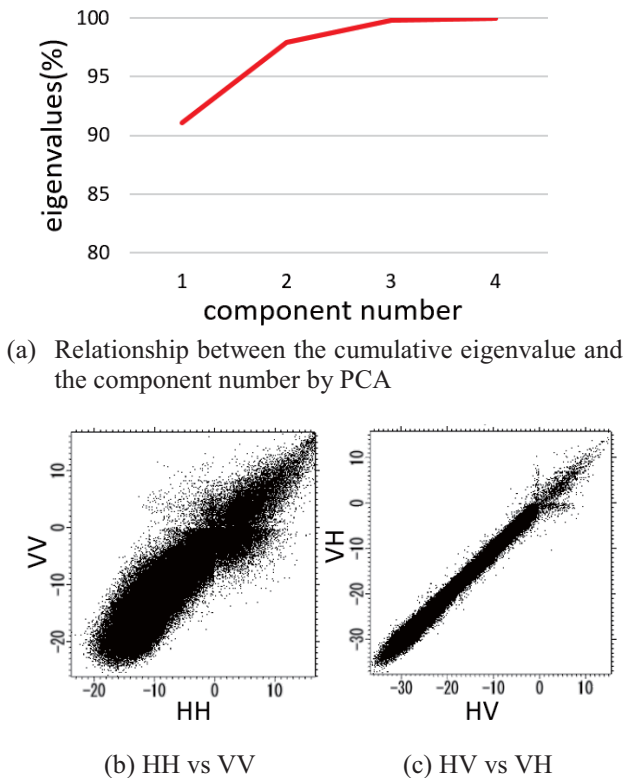 100
95
90
85
80
eigenvalues(%)
1 2 3 4
component number
(a) Relationship between the cumulative eigenvalue and
the component number by PCA
10
0
-10
-20
VV
-20 -10 0 10
HH
10
0
-10
-20
-30
VH
-30 -20 -10 0 10
HV
(b) HH vs VV
(c) HV vs VH